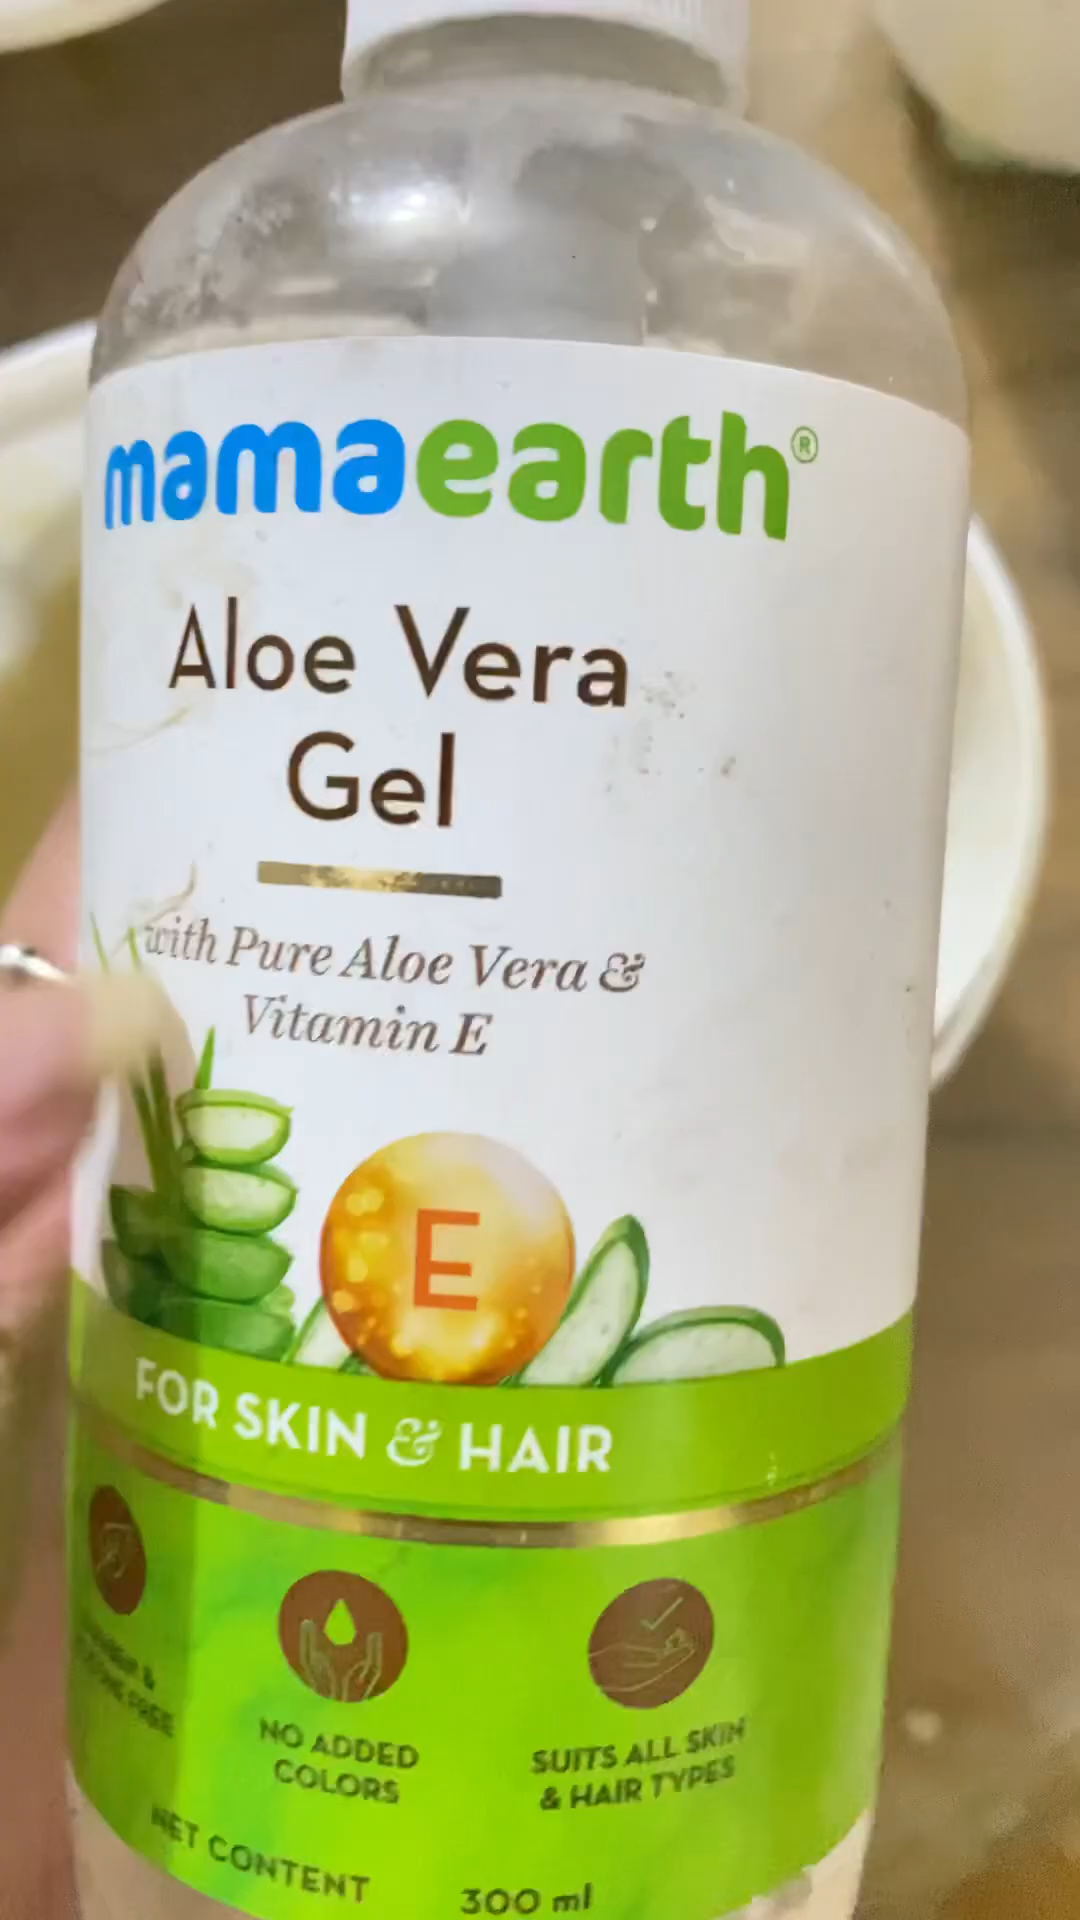 mamaearth®
Aloe Vera
Gel
with Pure Aloe Vera &
Vitamin E
E
FOR SKIN & HAIR
&
FREE
NO ADDED
COLORS
SUITS ALL SKIN
& HAIR TYPES
NET CONTENT
300 ml